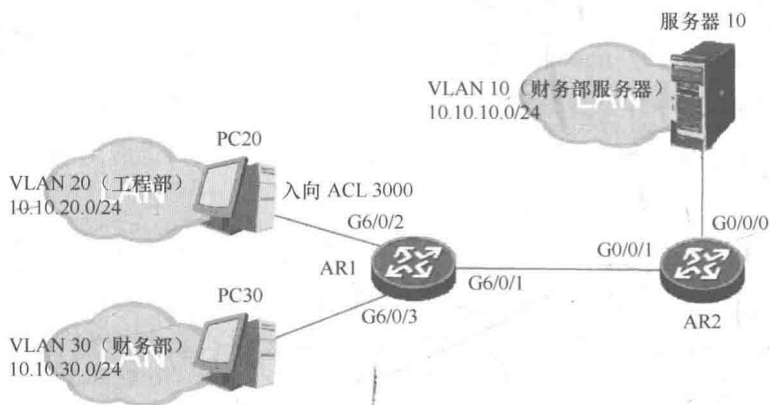 服务器 10
VLAN 10（财务部服务器）
10.10.10.0/24
LAN
PC20
VLAN 20（工程部）
10.10.20.0/24
LAN
入向 ACL 3000
G6/0/2
G0/0/0
G0/0/1
AR1
G6/0/1
AR2
PC30
G6/0/3
VLAN 30（财务部）
10.10.30.0/24
LAN